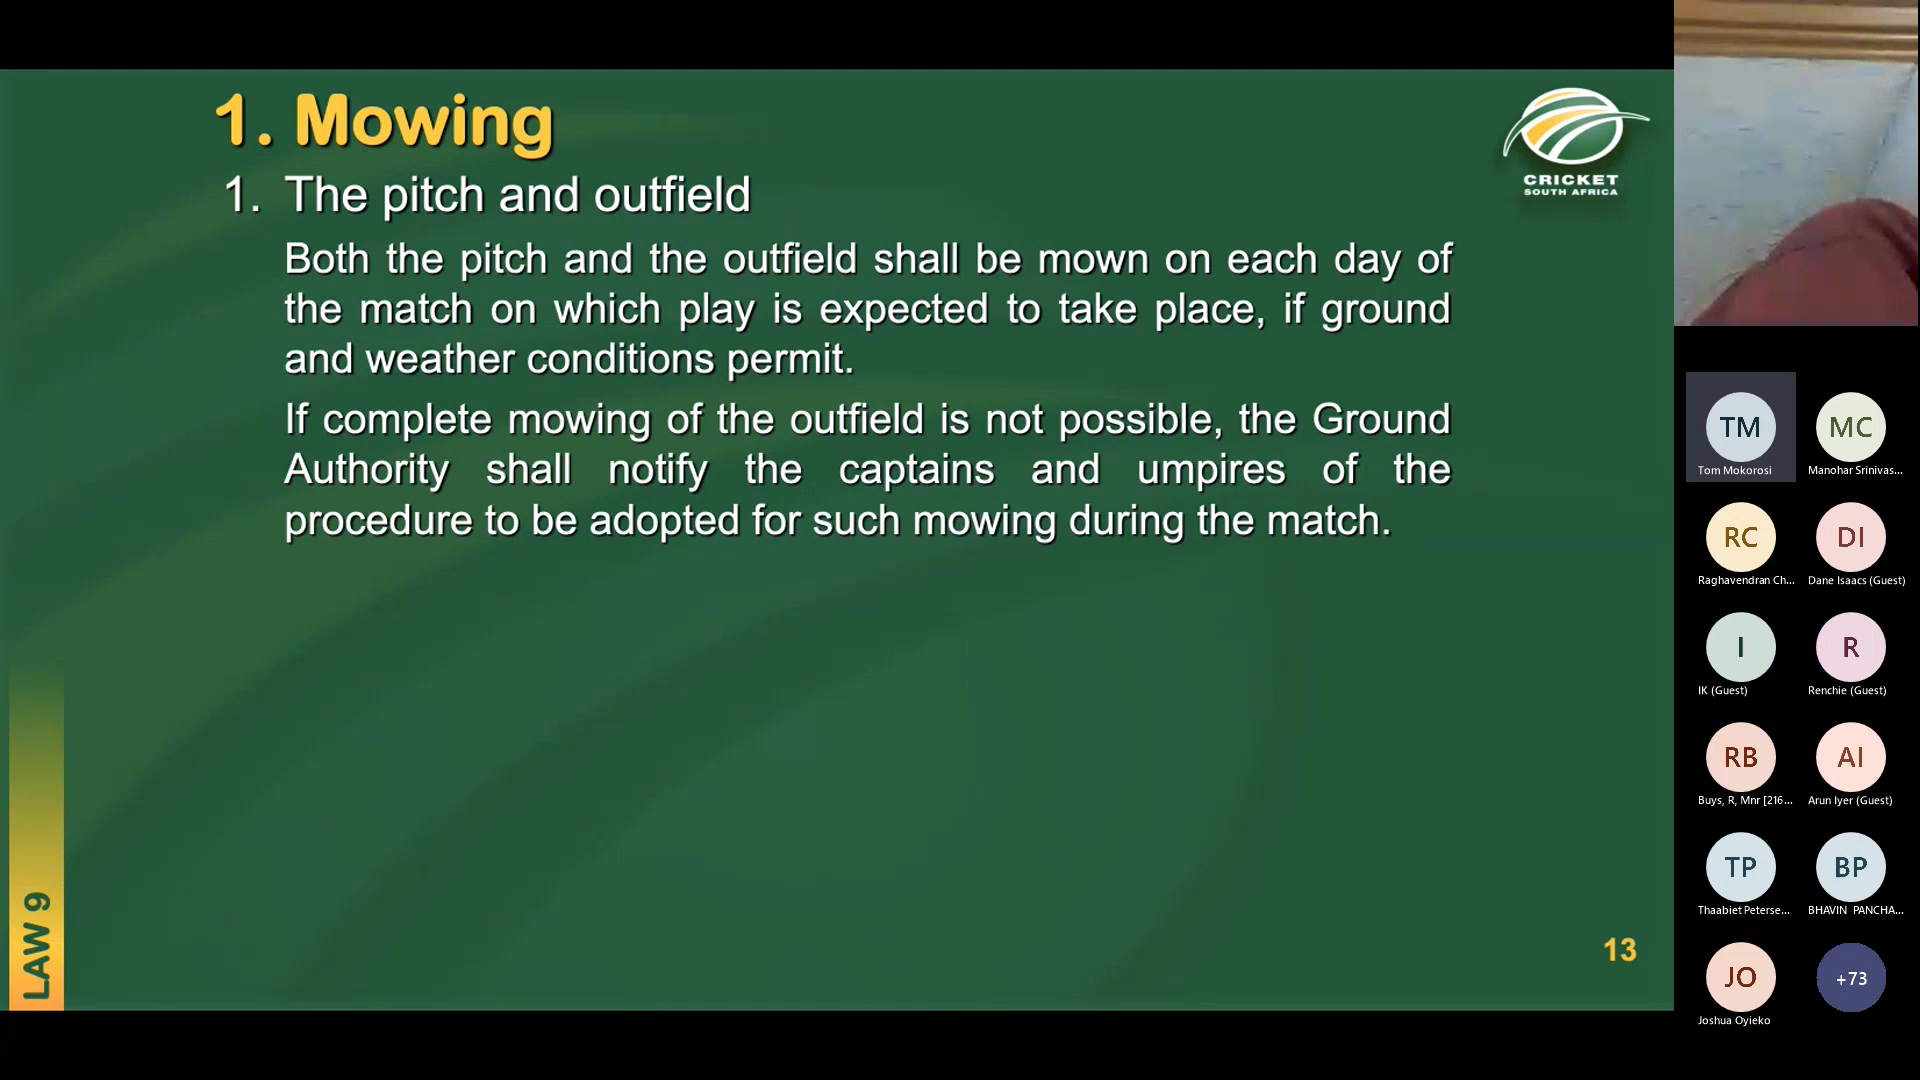 1. Mowing
CRICKET
SOUTH AFRICA
1. The pitch and outfield
Both the pitch and the outfield shall be mown on each day of
the match on which play is expected to take place, if ground
and weather conditions permit.
If complete mowing of the outfield is not possible, the Ground
Authority shall notify the captains and umpires of the
procedure to be adopted for such mowing during the match.
LAW 9
13
TM
Tom Mokorosi
MC
Manohar Srinivas...
RC
Raghavendran Ch...
DI
Dane Isaacs (Guest)
I
IK (Guest)
R
Renchie (Guest)
RB
Buys, R, Mnr [216...
AI
Arun Iyer (Guest)
TP
Thaabiet Peterse...
BP
BHAVIN PANCHA...
JO
Joshua Oyieko
+73